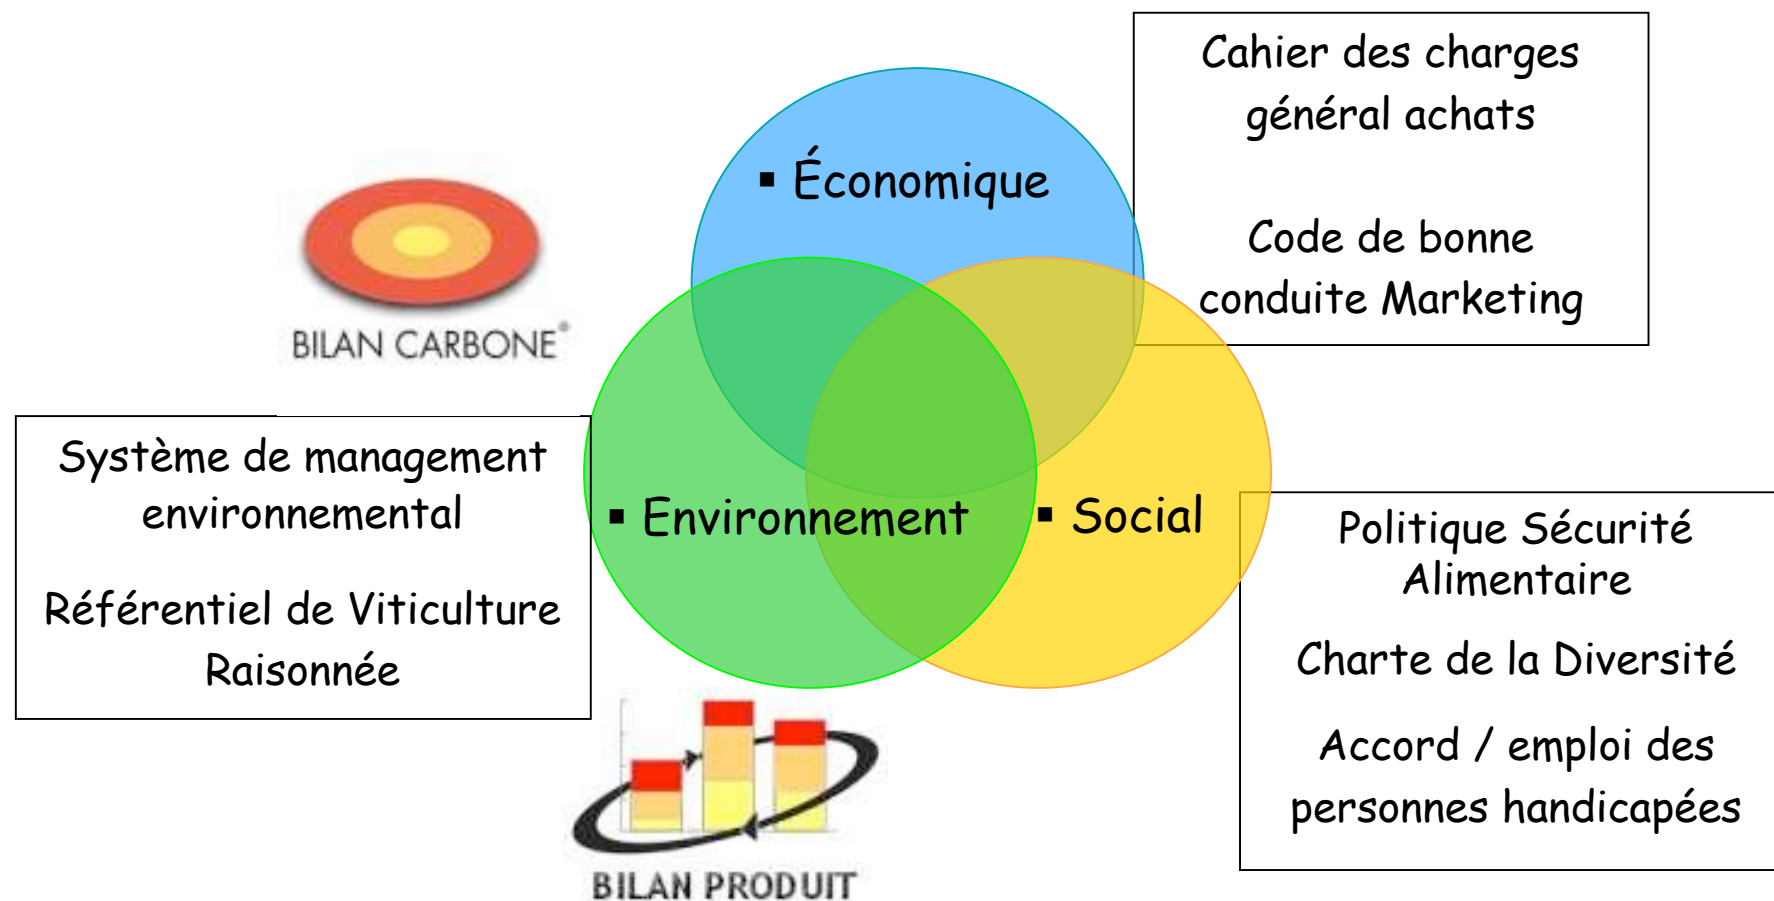 Cahier des charges
général achats
Code de bonne
conduite Marketing
▪ Économique
BILAN CARBONE®
Système de management
environnemental
Référentiel de Viticulture
Raisonnée
▪ Environnement
▪ Social
Politique Sécurité
Alimentaire
Charte de la Diversité
Accord / emploi des
personnes handicapées
BILAN PRODUIT